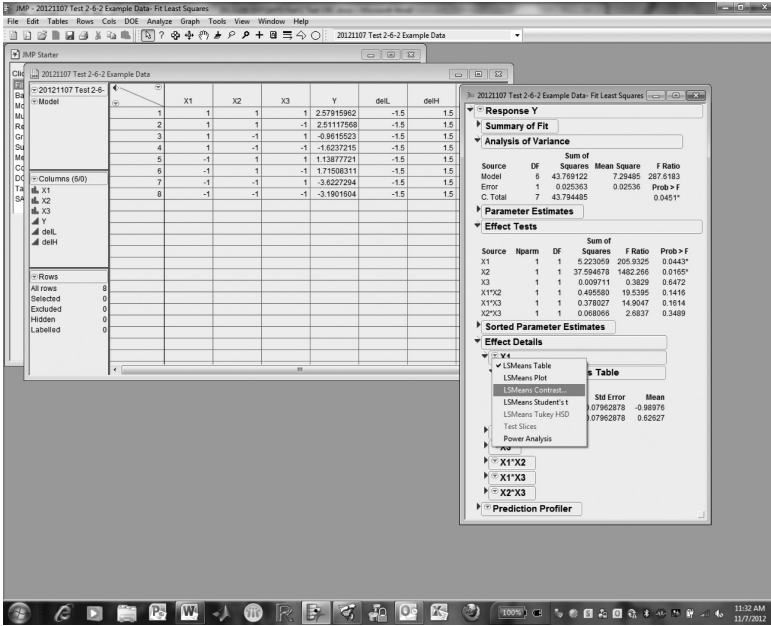 JMP - 20121107 Test 2-6-2 Example Data- Fit Least Squares
File Edit Tables Rows Cols DOE Analyze Graph Tools View Window Help
20121107 Test 2-6-2 Example Data
JMP Starter
20121107 Test 2-6-2 Example Data
20121107 Test 2-6-
Model
Columns (6/0)
X1
X2
X3
Y
delL
delH
Rows
All rows 8
Selected 0
Excluded 0
Hidden 0
Labelled 0
X1 X2 X3 Y delL delH
1 1 1 1 2.57915962 -1.5 1.5
2 1 1 -1 2.51117568 -1.5 1.5
3 1 -1 1 -0.9615523 -1.5 1.5
4 1 -1 -1 -1.6237215 -1.5 1.5
5 -1 1 1 1.13877721 -1.5 1.5
6 -1 1 -1 1.71508311 -1.5 1.5
7 -1 -1 1 -3.6227294 -1.5 1.5
8 -1 -1 -1 -3.1901604 -1.5 1.5
20121107 Test 2-6-2 Example Data- Fit Least Squares
Response Y
Summary of Fit
Analysis of Variance
Sum of
Source DF Squares Mean Square F Ratio
Model 6 43.769122 7.29485 287.6183
Error 1 0.025363 0.02536 Prob > F
C. Total 7 43.794485 0.0451*
Parameter Estimates
Effect Tests
Sum of
Source Nparm DF Squares F Ratio Prob > F
X1 1 1 5.223059 205.9325 0.0443*
X2 1 1 37.594678 1482.266 0.0165*
X3 1 1 0.009711 0.3829 0.6472
X1*X2 1 1 0.495580 19.5395 0.1416
X1*X3 1 1 0.378027 14.9047 0.1614
X2*X3 1 1 0.068066 2.6837 0.3489
Sorted Parameter Estimates
Effect Details
X1
LSMeans Table
LSMeans Plot
LSMeans Contrast...
LSMeans Student's t
LSMeans Tukey HSD
Test Slices
Power Analysis
s Table
Std Error Mean
0.07962878 -0.98976
0.07962878 0.62627
X3
X1*X2
X1*X3
X2*X3
Prediction Profiler
100%
11:32 AM
11/7/2012